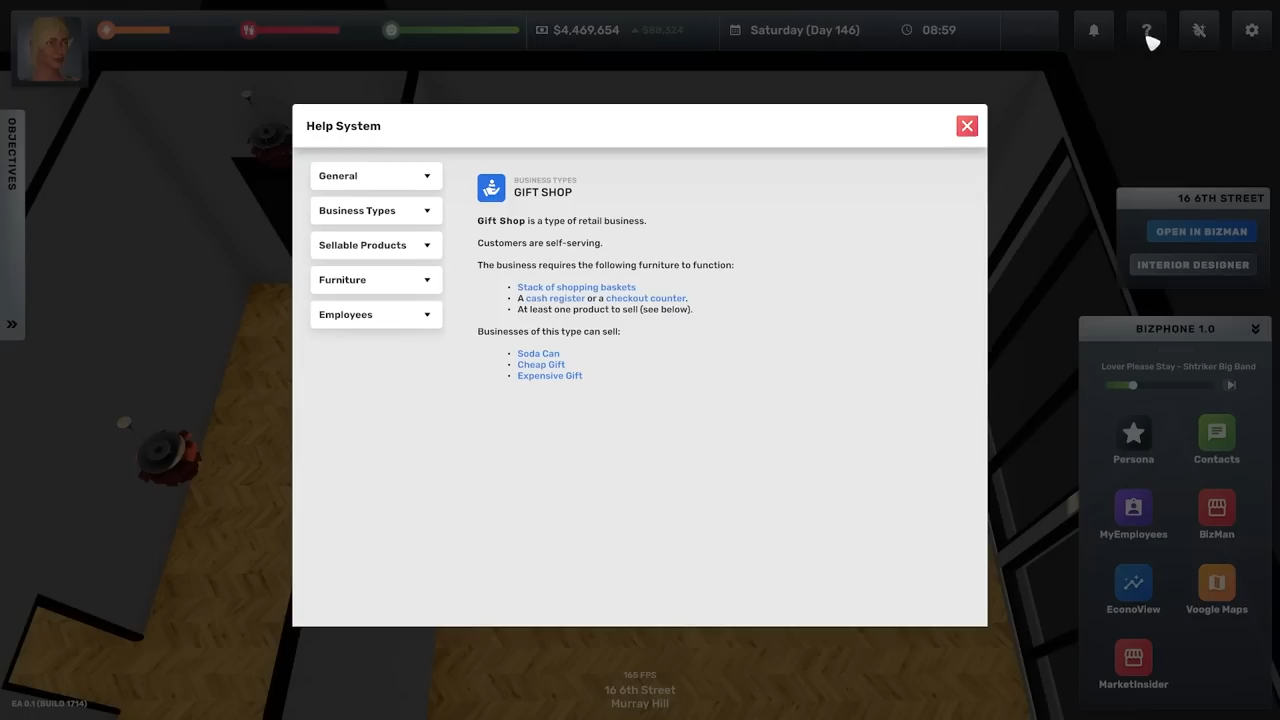 $4,469,654
$80,324
Saturday (Day 146)
08:59
?
OBJECTIVES
Help System
General
Business Types
Sellable Products
Furniture
Employees
BUSINESS TYPES
GIFT SHOP
Gift Shop is a type of retail business.
Customers are self-serving.
The business requires the following furniture to function:
• Stack of shopping baskets
• A cash register or a checkout counter.
• At least one product to sell (see below).
Businesses of this type can sell:
• Soda Can
• Cheap Gift
• Expensive Gift
16 6TH STREET
OPEN IN BIZMAN
INTERIOR DESIGNER
BIZPHONE 1.0
Lover Please Stay - Shtriker Big Band
Persona
Contacts
MyEmployees
BizMan
EconoView
Voogle Maps
MarketInsider
165 FPS
16 6th Street
Murray Hill
EA 0.1 (BUILD 1714)